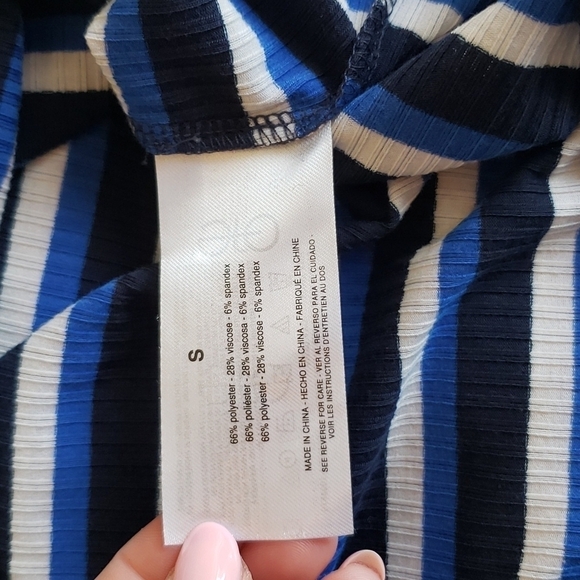 S
66% polyester - 28% viscose - 6% spandex
66% poliéster - 28% viscosa - 6% spandex
66% polyester - 28% viscose - 6% spandex
MADE IN CHINA - HECHO EN CHINA - FABRIQUÉ EN CHINE
SEE REVERSE FOR CARE - VER AL REVERSO PARA EL CUIDADO -
VOIR LES INSTRUCTIONS D'ENTRETIEN AU DOS